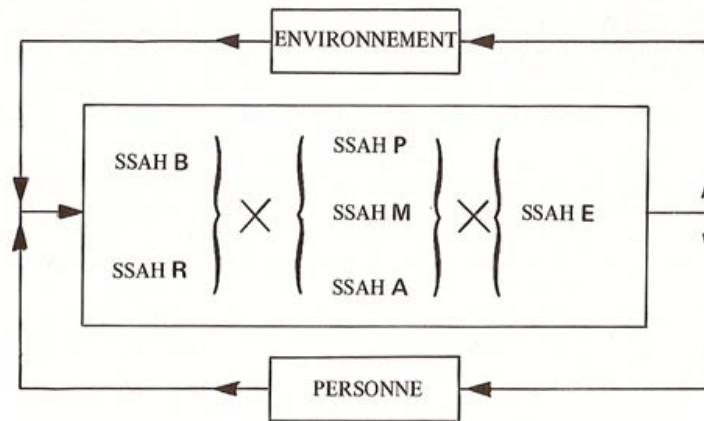 ENVIRONNEMENT
SSAH B
SSAH P
SSAH M
SSAH E
SSAH R
SSAH A
PERSONNE